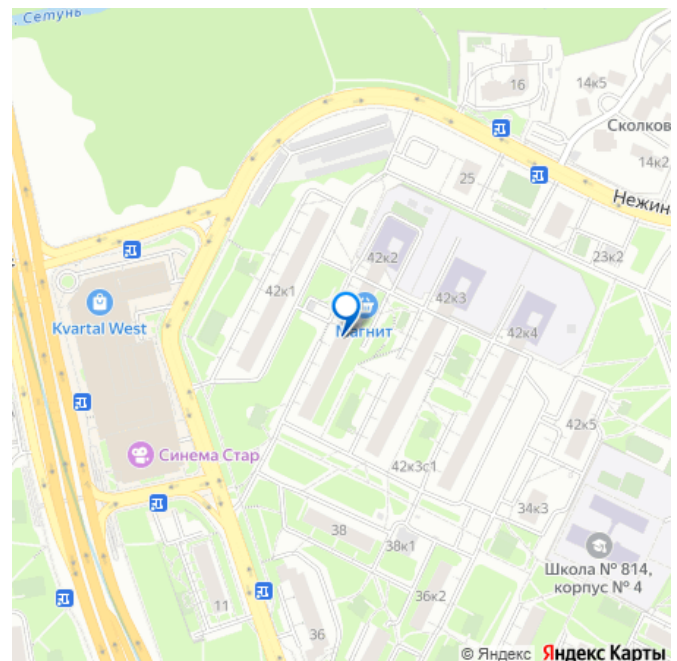 . Сетунь
16
14к5
Сколков
14к2
25
Нежин
23к2
42к2
42к1
42к3
Kvartal West
Магнит
42к4
42к5
Синема Стар
42к3с1
34к3
38
38к1
Школа № 814,
корпус № 4
11
36к2
36
© Яндекс Яндекс Карты